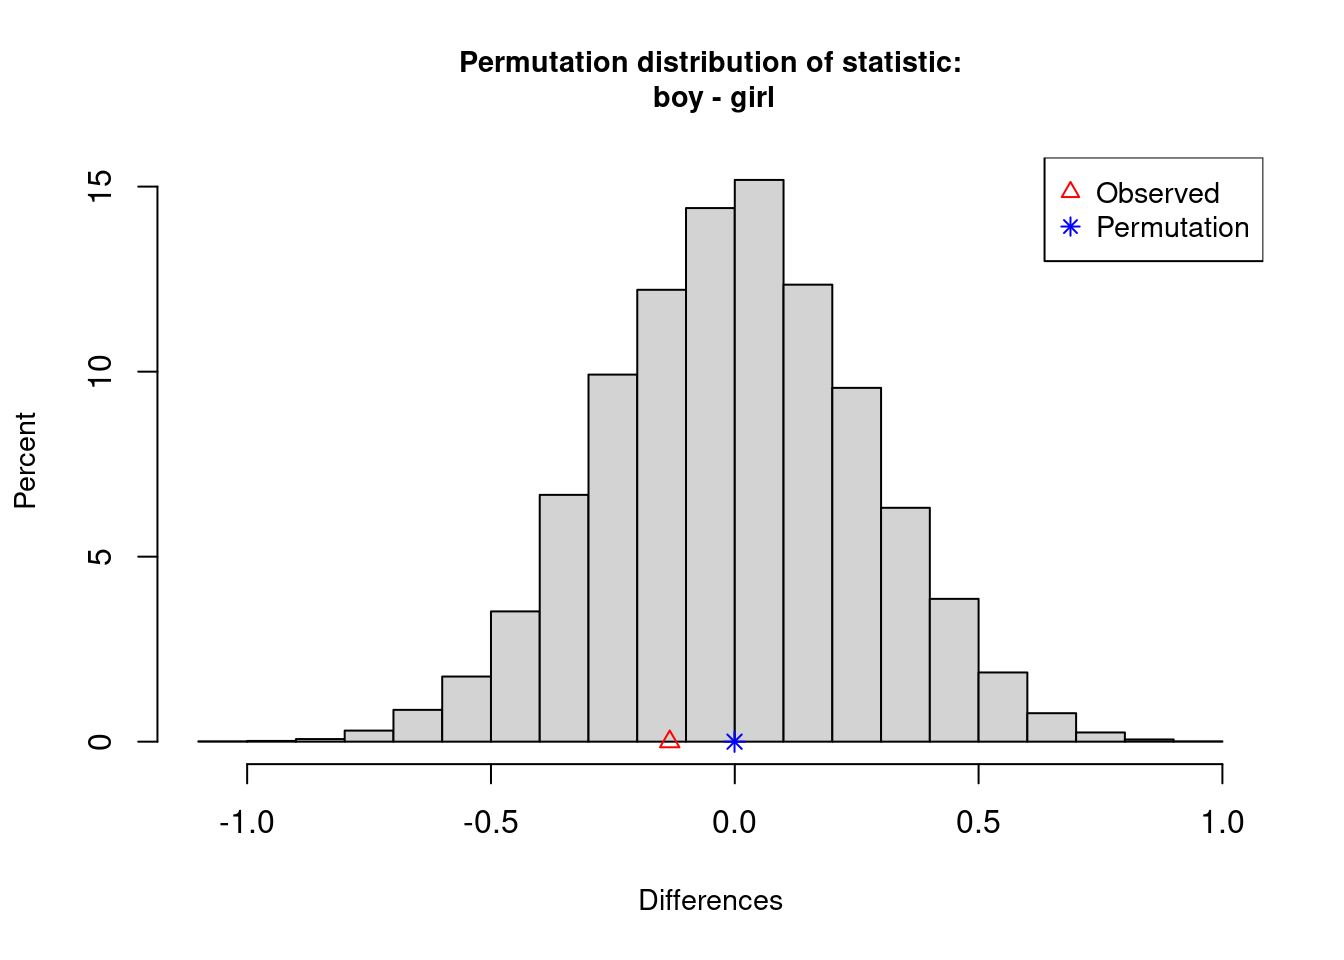 Permutation distribution of statistic:
boy - girl
Observed
Permutation
15
10
5
0
Percent
-1.0 -0.5 0.0 0.5 1.0
Differences